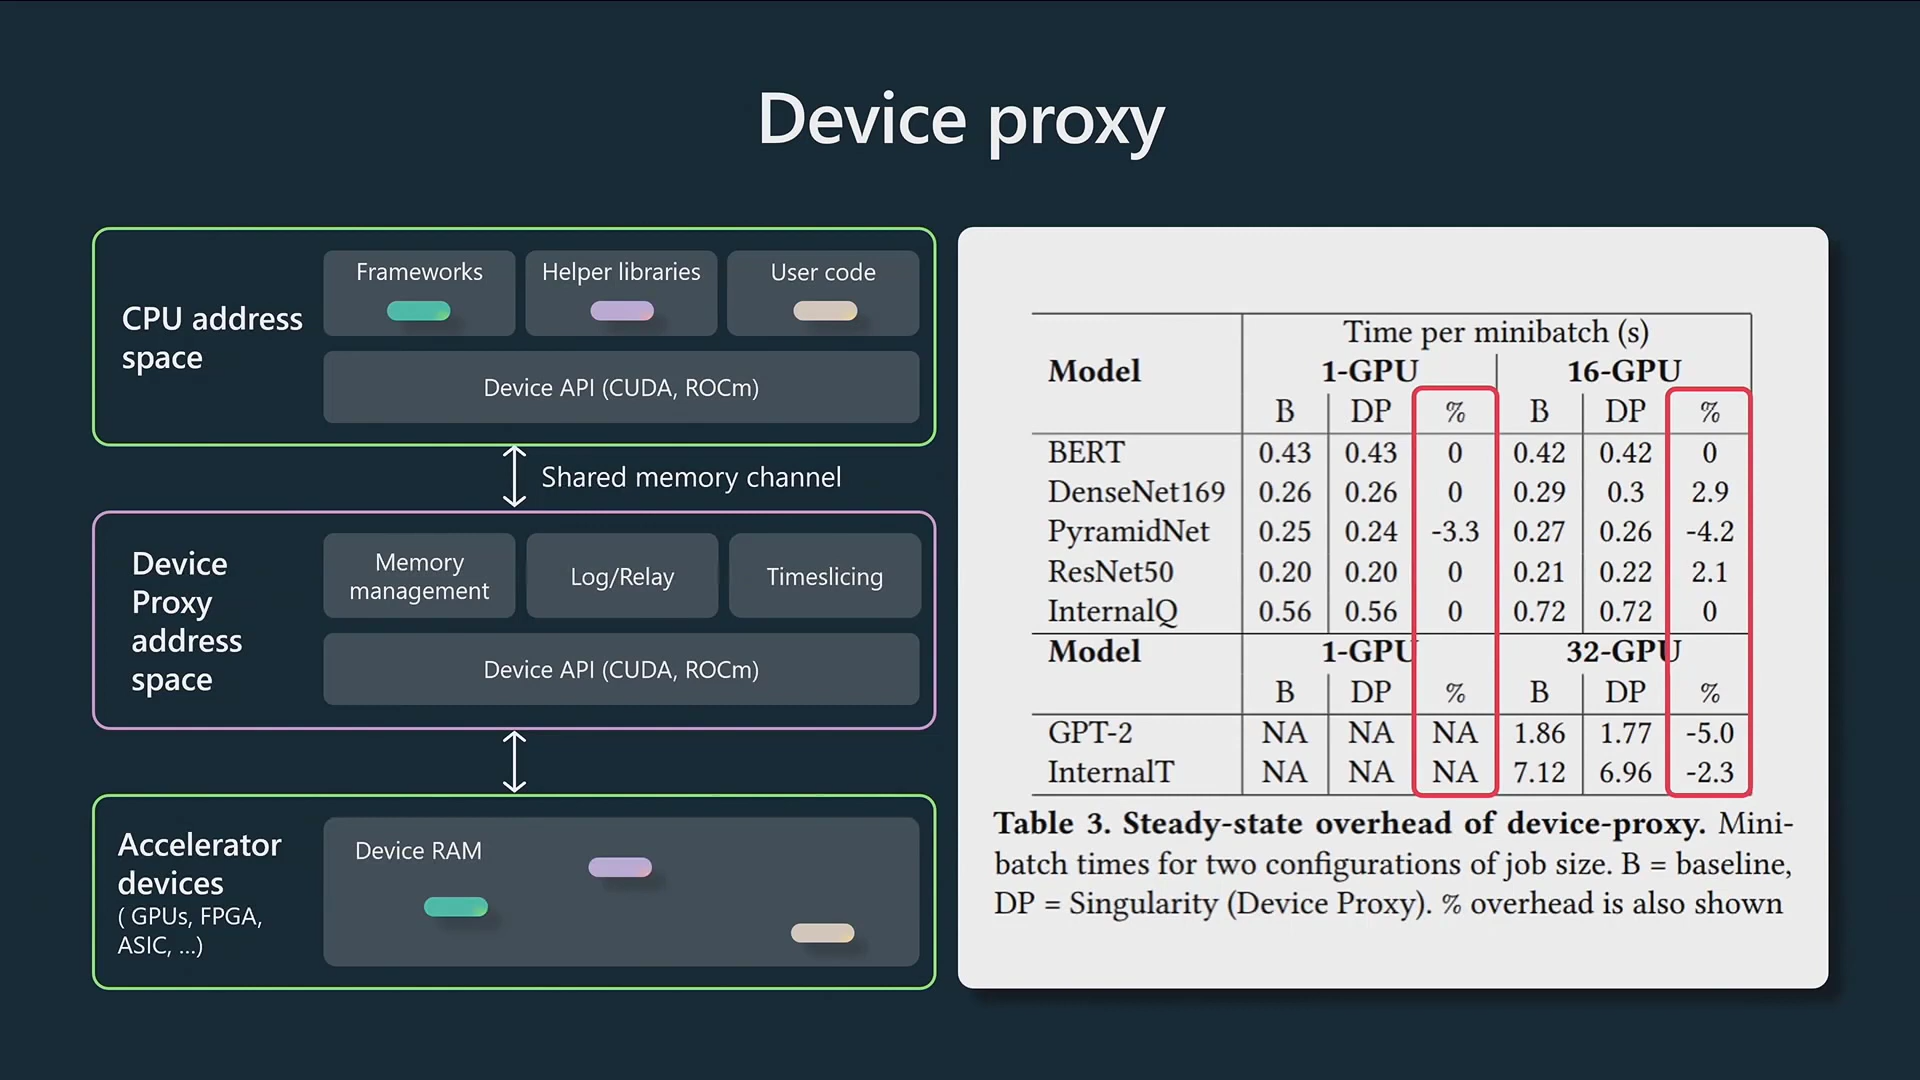 Device proxy
CPU address
space
Frameworks
Helper libraries
User code
Device API (CUDA, ROCm)
Shared memory channel
Device
Proxy
address
space
Memory
management
Log/Relay
Timeslicing
Device API (CUDA, ROCm)
Accelerator
devices
( GPUs, FPGA,
ASIC, ...)
Device RAM
Time per minibatch (s)
Model 1-GPU 16-GPU
B DP % B DP %
BERT 0.43 0.43 0 0.42 0.42 0
DenseNet169 0.26 0.26 0 0.29 0.3 2.9
PyramidNet 0.25 0.24 -3.3 0.27 0.26 -4.2
ResNet50 0.20 0.20 0 0.21 0.22 2.1
InternalQ 0.56 0.56 0 0.72 0.72 0
Model 1-GPU 32-GPU
B DP % B DP %
GPT-2 NA NA NA 1.86 1.77 -5.0
InternalT NA NA NA 7.12 6.96 -2.3
Table 3. Steady-state overhead of device-proxy. Mini-
batch times for two configurations of job size. B = baseline,
DP = Singularity (Device Proxy). % overhead is also shown